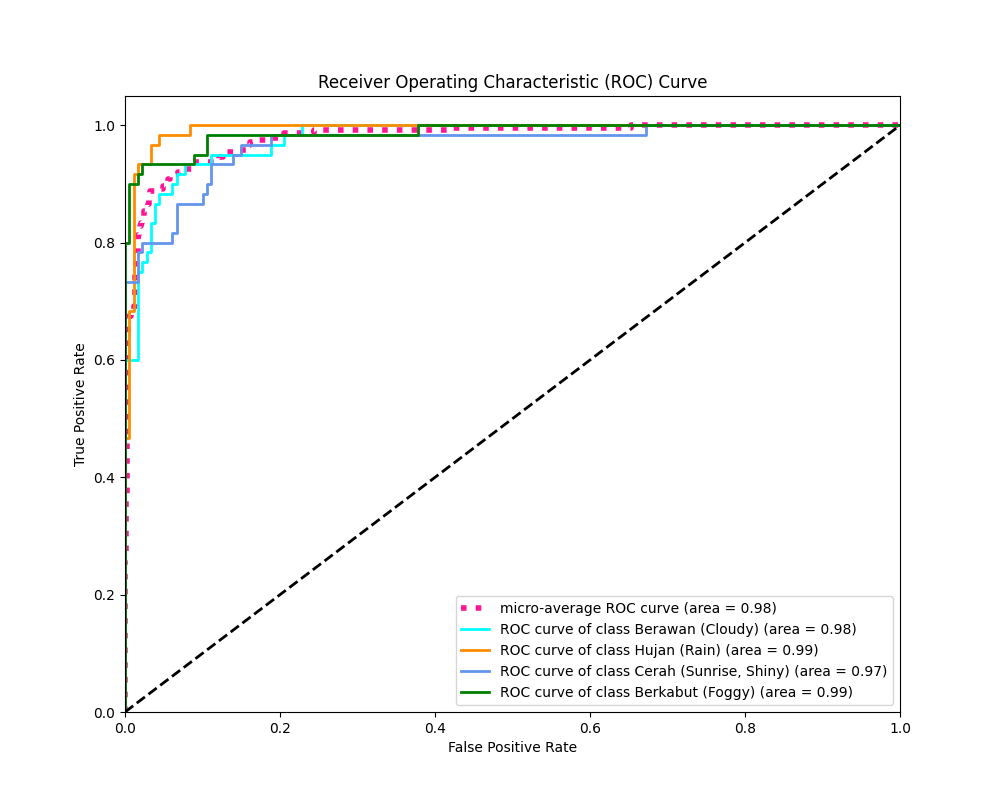 Receiver Operating Characteristic (ROC) Curve
True Positive Rate
1.0
0.8
0.6
0.4
0.2
0.0
micro-average ROC curve (area = 0.98)
ROC curve of class Berawan (Cloudy) (area = 0.98)
ROC curve of class Hujan (Rain) (area = 0.99)
ROC curve of class Cerah (Sunrise, Shiny) (area = 0.97)
ROC curve of class Berkabut (Foggy) (area = 0.99)
0.0 0.2 0.4 0.6 0.8 1.0
False Positive Rate